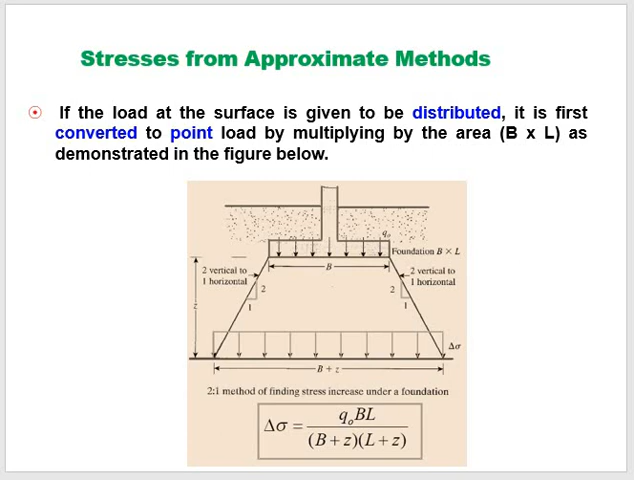 Stresses from Approximate Methods
If the load at the surface is given to be distributed, it is first
converted to point load by multiplying by the area (B x L) as
demonstrated in the figure below.
qₒ
Foundation B × L
B
2 vertical to
1 horizontal
2 vertical to
1 horizontal
2
2
1
1
z
Δσ
B + z
2:1 method of finding stress increase under a foundation
Δσ = qₒBL / (B + z)(L + z)